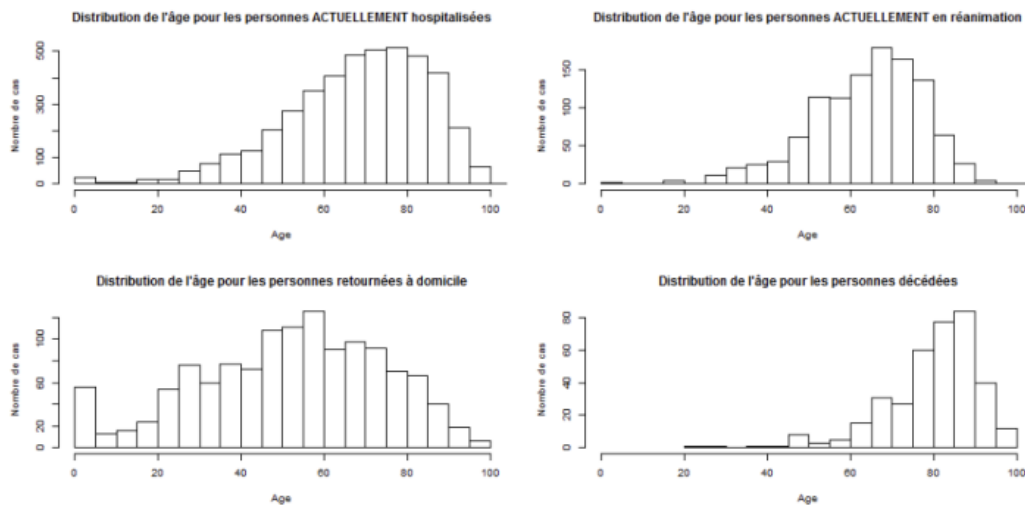 Distribution de l'âge pour les personnes ACTUELLEMENT hospitalisées
Nombre de cas
500
300
100
0
0 20 40 60 80 100
Age
Distribution de l'âge pour les personnes ACTUELLEMENT en réanimation
Nombre de cas
150
100
50
0
0 20 40 60 80 100
Age
Distribution de l'âge pour les personnes retournées à domicile
Nombre de cas
100
60
20
0
0 20 40 60 80 100
Age
Distribution de l'âge pour les personnes décédées
Nombre de cas
80
60
40
20
0
0 20 40 60 80 100
Age